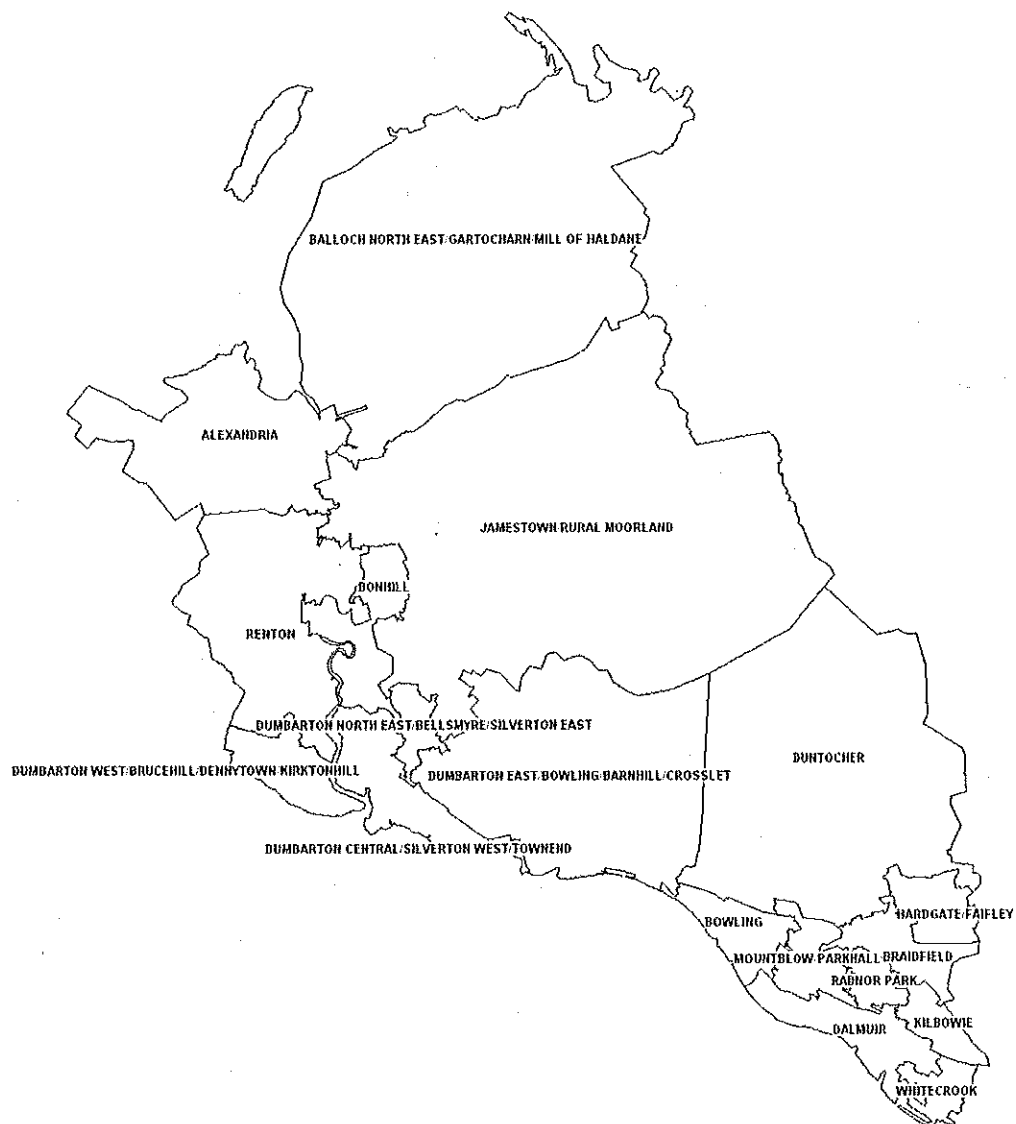 BALLOCH NORTH EAST/GARTOCHARN/MILL OF HALDANE
ALEXANDRIA
JAMESTOWN/RURAL MOORLAND
BONHILL
RENTON
DUMBARTON NORTH EAST/BELLSMYRE/SILVERTON EAST
DUNTOCHER
DUMBARTON WEST/BRUCEHILL/DENNYTOWN/KIRKTONHILL
DUMBARTON EAST/BOWLING/BARNHILL/CROSSLET
DUMBARTON CENTRAL/SILVERTON WEST/TOWNEND
HARDGATE/FAIFLEY
BOWLING
MOUNTBLOW/PARKHALL/BRAIDFIELD
RADNOR PARK
KILBOWIE
DALMUIR
WHITECROOK